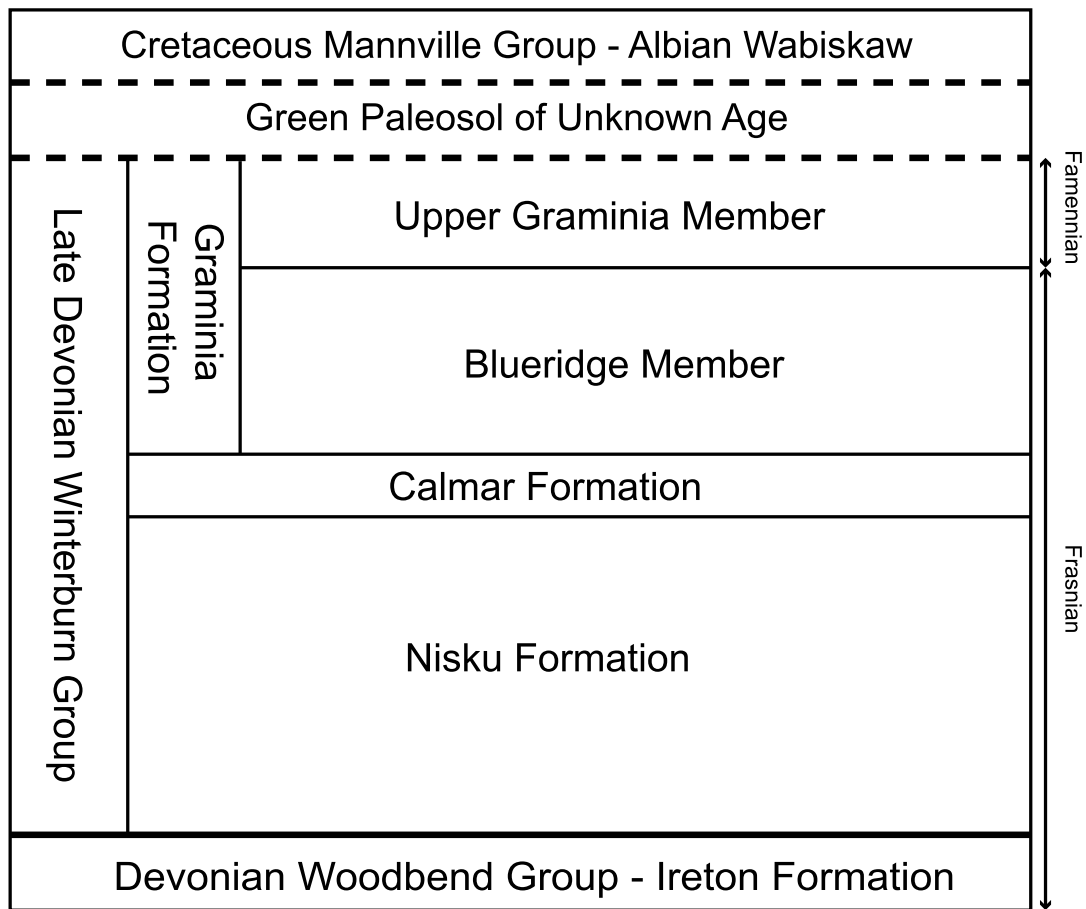 Cretaceous Mannville Group - Albian Wabiskaw
Green Paleosol of Unknown Age
Late Devonian Winterburn Group
Graminia
Formation
Upper Graminia Member
Blueridge Member
Calmar Formation
Nisku Formation
Devonian Woodbend Group - Ireton Formation
Famennian
Frasnian